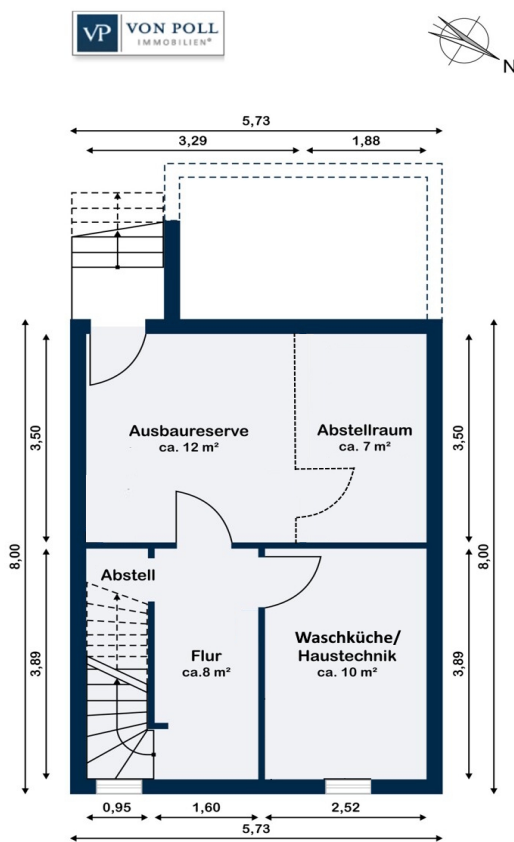 VP VON POLL
IMMOBILIEN®
N
5,73
3,29 1,88
Ausbaureserve
ca. 12 m²
Abstellraum
ca. 7 m²
3,50
3,50
8,00
8,00
Abstell
Flur
ca.8 m²
Waschküche/
Haustechnik
ca. 10 m²
3,89
3,89
0,95 1,60 2,52
5,73